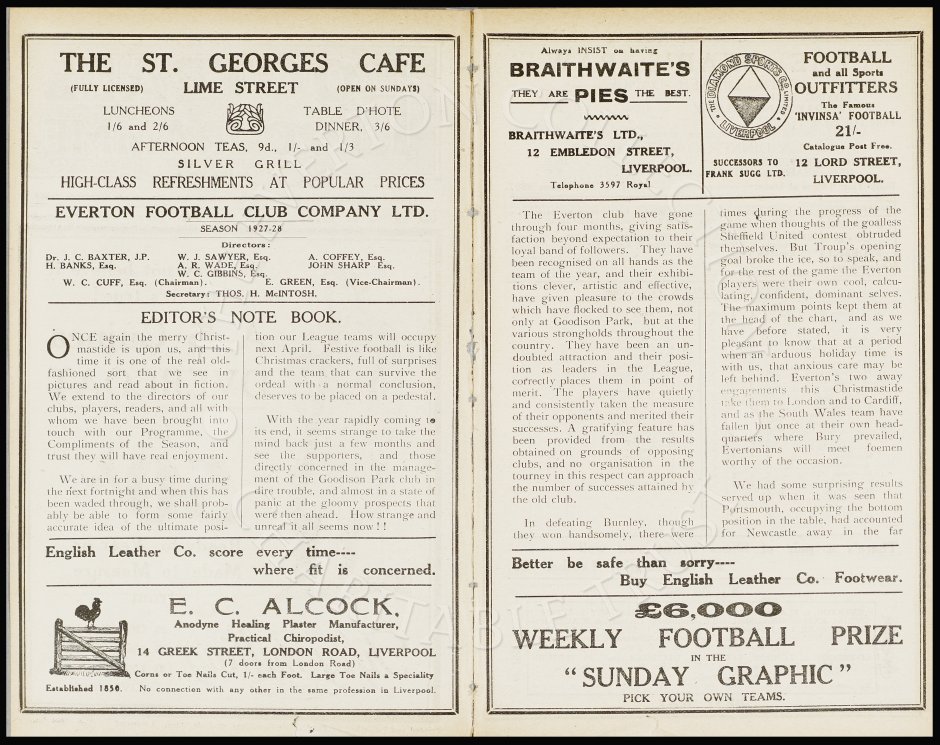 THE ST. GEORGES CAFE
(FULLY LICENSED) LIME STREET (OPEN ON SUNDAYS)
LUNCHEONS
1/6 and 2/6
TABLE D'HOTE
DINNER, 3/6
AFTERNOON TEAS, 9d., 1/- and 1/3
SILVER GRILL
HIGH-CLASS REFRESHMENTS AT POPULAR PRICES
EVERTON FOOTBALL CLUB COMPANY LTD.
SEASON 1927-28
Directors:
Dr. J. C. BAXTER, J.P. W. J. SAWYER, Esq. A. COFFEY, Esq.
H. BANKS, Esq. A. R. WADE, Esq. JOHN SHARP Esq.
W. C. GIBBINS, Esq.
W. C. CUFF, Esq. (Chairman). E. GREEN, Esq. (Vice-Chairman).
Secretary: THOS. H. McINTOSH.
EDITOR'S NOTE BOOK.
ONCE again the merry Christ-
mastide is upon us, and this
time it is one of the real old-
fashioned sort that we see in
pictures and read about in fiction.
We extend to the directors of our
clubs, players, readers, and all with
whom we have been brought into
touch with our Programme, the
Compliments of the Season, and
trust they will have real enjoyment.
We are in for a busy time during
the next fortnight and when this has
been waded through, we shall prob-
ably be able to form some fairly
accurate idea of the ultimate posi-
tion our League teams will occupy
next April. Festive football is like
Christmas crackers, full of surprises
and the team that can survive the
ordeal with a normal conclusion,
deserves to be placed on a pedestal.
With the year rapidly coming to
its end, it seems strange to take the
mind back just a few months and
see the supporters, and those
directly concerned in the manage-
ment of the Goodison Park club in
dire trouble, and almost in a state of
panic at the gloomy prospects that
were then ahead. How strange and
unreal it all seems now!!
English Leather Co. score every time----
where fit is concerned.
E. C. ALCOCK,
Anodyne Healing Plaster Manufacturer,
Practical Chiropodist,
14 GREEK STREET, LONDON ROAD, LIVERPOOL
(7 doors from London Road)
Corns or Toe Nails Cut, 1/- each Foot. Large Toe Nails a Speciality
Established 1850. No connection with any other in the same profession in Liverpool.
Always INSIST on having
BRAITHWAITE'S
THEY ARE PIES THE BEST.
BRAITHWAITE'S LTD.,
12 EMBLEDON STREET,
LIVERPOOL.
Telephone 3597 Royal
THE DIAMOND SPORTS CO. LIMITED
LIVERPOOL
SUCCESSORS TO
FRANK SUGG LTD.
FOOTBALL
and all Sports
OUTFITTERS
The Famous
'INVINSA' FOOTBALL
21/-
Catalogue Post Free.
12 LORD STREET,
LIVERPOOL.
The Everton club have gone
through four months, giving satis-
faction beyond expectation to their
loyal band of followers. They have
been recognised on all hands as the
team of the year, and their exhibi-
tions clever, artistic and effective,
have given pleasure to the crowds
which have flocked to see them, not
only at Goodison Park, but at the
various strongholds throughout the
country. They have been an un-
doubted attraction and their posi-
tion as leaders in the League,
correctly places them in point of
merit. The players have quietly
and consistently taken the measure
of their opponents and merited their
successes. A gratifying feature has
been provided from the results
obtained on grounds of opposing
clubs, and no organisation in the
tourney in this respect can approach
the number of successes attained by
the old club.
In defeating Burnley, though
they won handsomely, there were
times during the progress of the
game when thoughts of the goalless
Sheffield United contest obtruded
themselves. But Troup's opening
goal broke the ice, so to speak, and
for the rest of the game the Everton
players were their own cool, calcu-
lating, confident, dominant selves.
The maximum points kept them at
the head of the chart, and as we
have before stated, it is very
pleasant to know that at a period
when an arduous holiday time is
with us, that anxious care may be
left behind. Everton's two away
engagements this Christmastide
take them to London and to Cardiff,
and as the South Wales team have
fallen but once at their own head-
quarters where Bury prevailed,
Evertonians will meet foemen
worthy of the occasion.
We had some surprising results
served up when it was seen that
Portsmouth, occupying the bottom
position in the table, had accounted
for Newcastle away in the far
Better be safe than sorry----
Buy English Leather Co. Footwear.
£6,000
WEEKLY FOOTBALL PRIZE
IN THE
"SUNDAY GRAPHIC"
PICK YOUR OWN TEAMS.